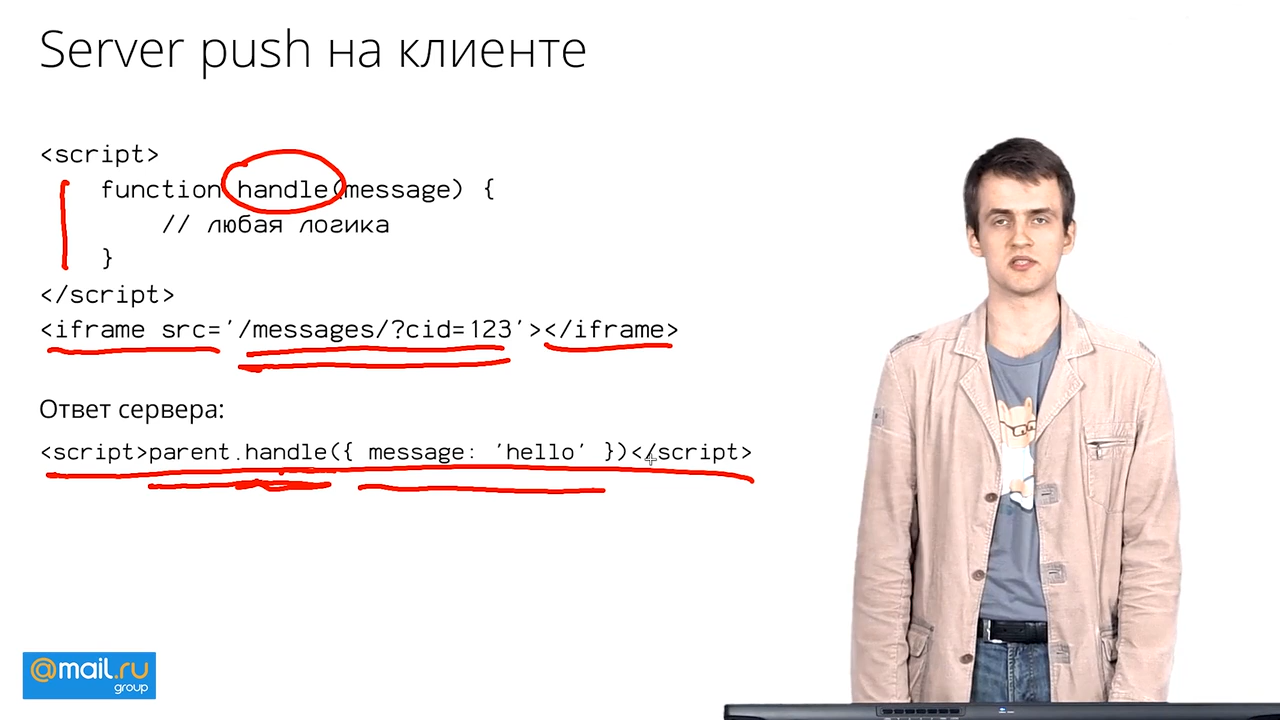 Server push на клиенте
<script>
function handle(message) {
// любая логика
}
</script>
<iframe src='/messages/?cid=123'></iframe>
Ответ сервера:
<script>parent.handle({ message: 'hello' })</script>
@mail.ru
group